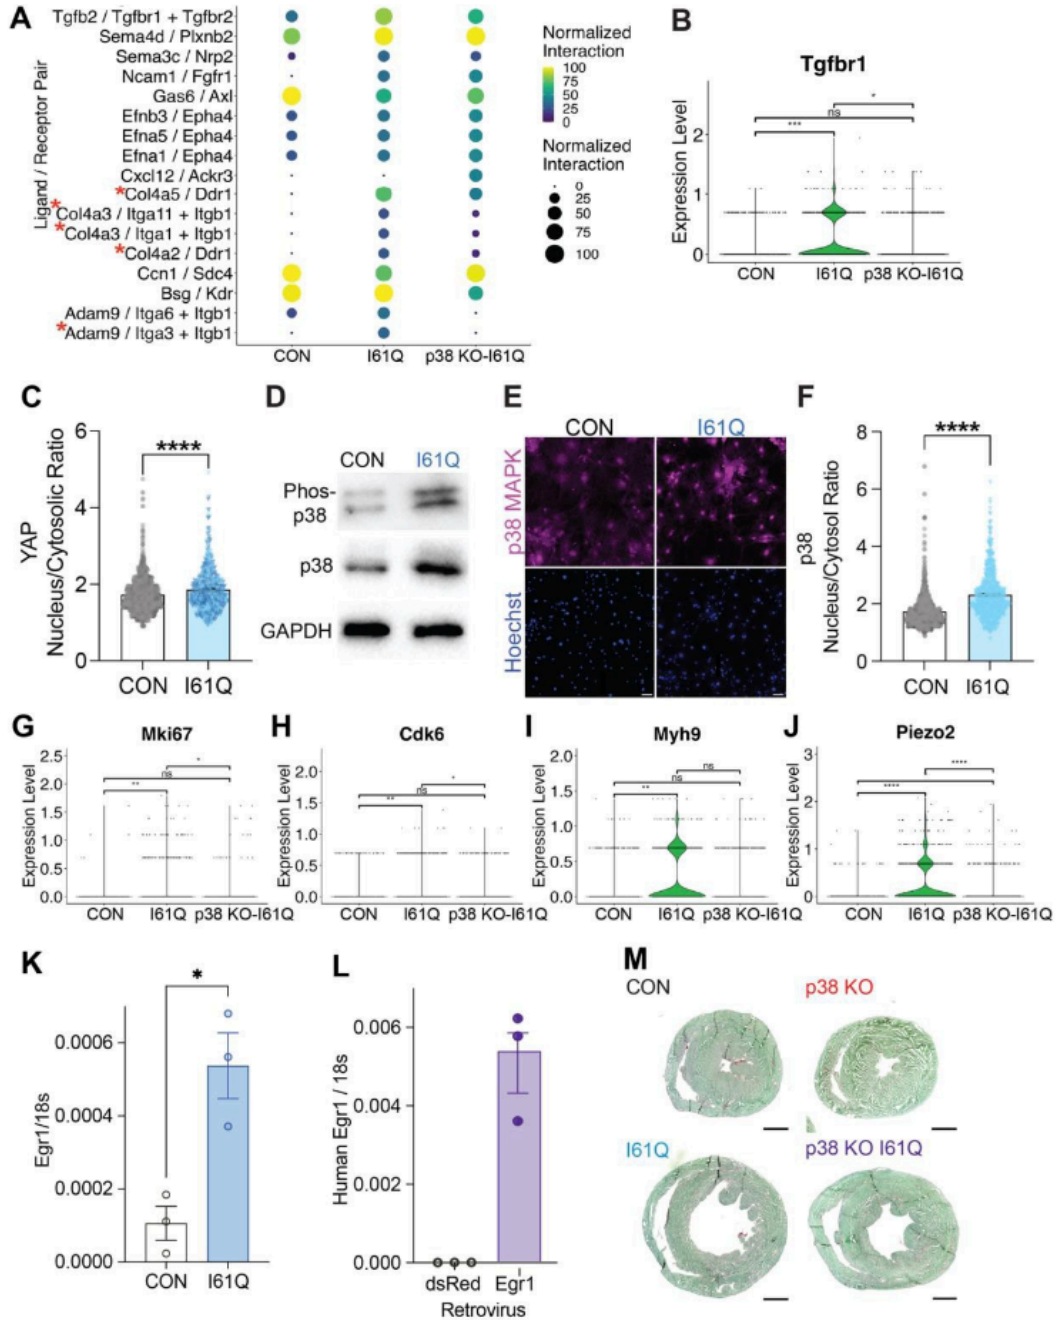 A
Ligand / Receptor Pair
Tgfb2 / Tgfbr1 + Tgfbr2
Sema4d / Plxnb2
Sema3c / Nrp2
Ncam1 / Fgfr1
Gas6 / Axl
Efnb3 / Epha4
Efna5 / Epha4
Efna1 / Epha4
Cxcl12 / Ackr3
*Col4a5 / Ddr1
*Col4a3 / Itga11 + Itgb1
*Col4a3 / Itga1 + Itgb1
*Col4a2 / Ddr1
Ccn1 / Sdc4
Bsg / Kdr
Adam9 / Itga6 + Itgb1
*Adam9 / Itga3 + Itgb1
CON I61Q p38 KO-I61Q
Normalized
Interaction
100
75
50
25
0
Normalized
Interaction
0
25
50
75
100
B
Tgfbr1
Expression Level
2
1
0
*
ns
***
CON I61Q p38 KO-I61Q
C
YAP
Nucleus/Cytosolic Ratio
6
4
2
0
****
CON I61Q
D
CON I61Q
Phos-
p38
p38
GAPDH
E
CON I61Q
p38 MAPK
Hoechst
F
p38
Nucleus/Cytosol Ratio
8
6
4
2
0
****
CON I61Q
G
Mki67
Expression Level
2.5
2.0
1.5
1.0
0.5
0.0
*
ns
**
CON I61Q p38 KO-I61Q
H
Cdk6
Expression Level
2.0
1.5
1.0
0.5
0.0
*
ns
**
CON I61Q p38 KO-I61Q
I
Myh9
Expression Level
2.0
1.5
1.0
0.5
0.0
ns
ns
**
CON I61Q p38 KO-I61Q
J
Piezo2
Expression Level
3
2
1
0
****
****
CON I61Q p38 KO-I61Q
K
Egr1/18s
0.0006
0.0004
0.0002
0.0000
*
CON I61Q
L
Human Egr1 / 18s
0.006
0.004
0.002
0.000
dsRed Egr1
Retrovirus
M
CON p38 KO
I61Q p38 KO I61Q